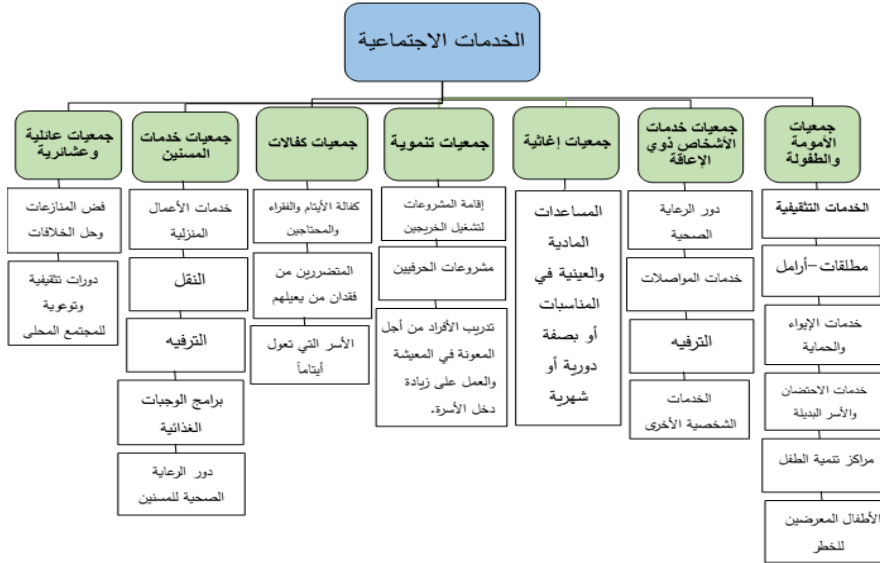 الخدمات الاجتماعية
جمعيات
الأمومة
والطفولة
الخدمات التثقيفية
مطلقات-أرامل
خدمات الإيواء
والحماية
خدمات الاحتضان
والأسر البديلة
مراكز تنمية الطفل
الأطفال المعرضين
للخطر
جمعيات خدمات
الأشخاص ذوي
الإعاقة
دور الرعاية
الصحية
خدمات المواصلات
الترفيه
الخدمات
الشخصية الأخرى
جمعيات إغاثية
المساعدات
المادية
والعينية في
المناسبات
أو بصفة
دورية أو
شهرية
جمعيات تنموية
إقامة المشروعات
لتشغيل الخريجين
مشروعات الحرفيين
تدريب الأفراد من أجل
المعونة في المعيشة
والعمل على زيادة
دخل الأسرة.
جمعيات كفالات
كفالة الأيتام والفقراء
والمحتاجين
المتضررين من
فقدان من يعيلهم
الأسر التي تعول
أيتاماً
جمعيات خدمات
المسنين
خدمات الأعمال
المنزلية
النقل
الترفيه
برامج الوجبات
الغذائية
دور الرعاية
الصحية للمسنين
جمعيات عائلية
وعشائرية
فض المنازعات
وحل الخلافات
دورات تثقيفية
وتوعوية
للمجتمع المحلى